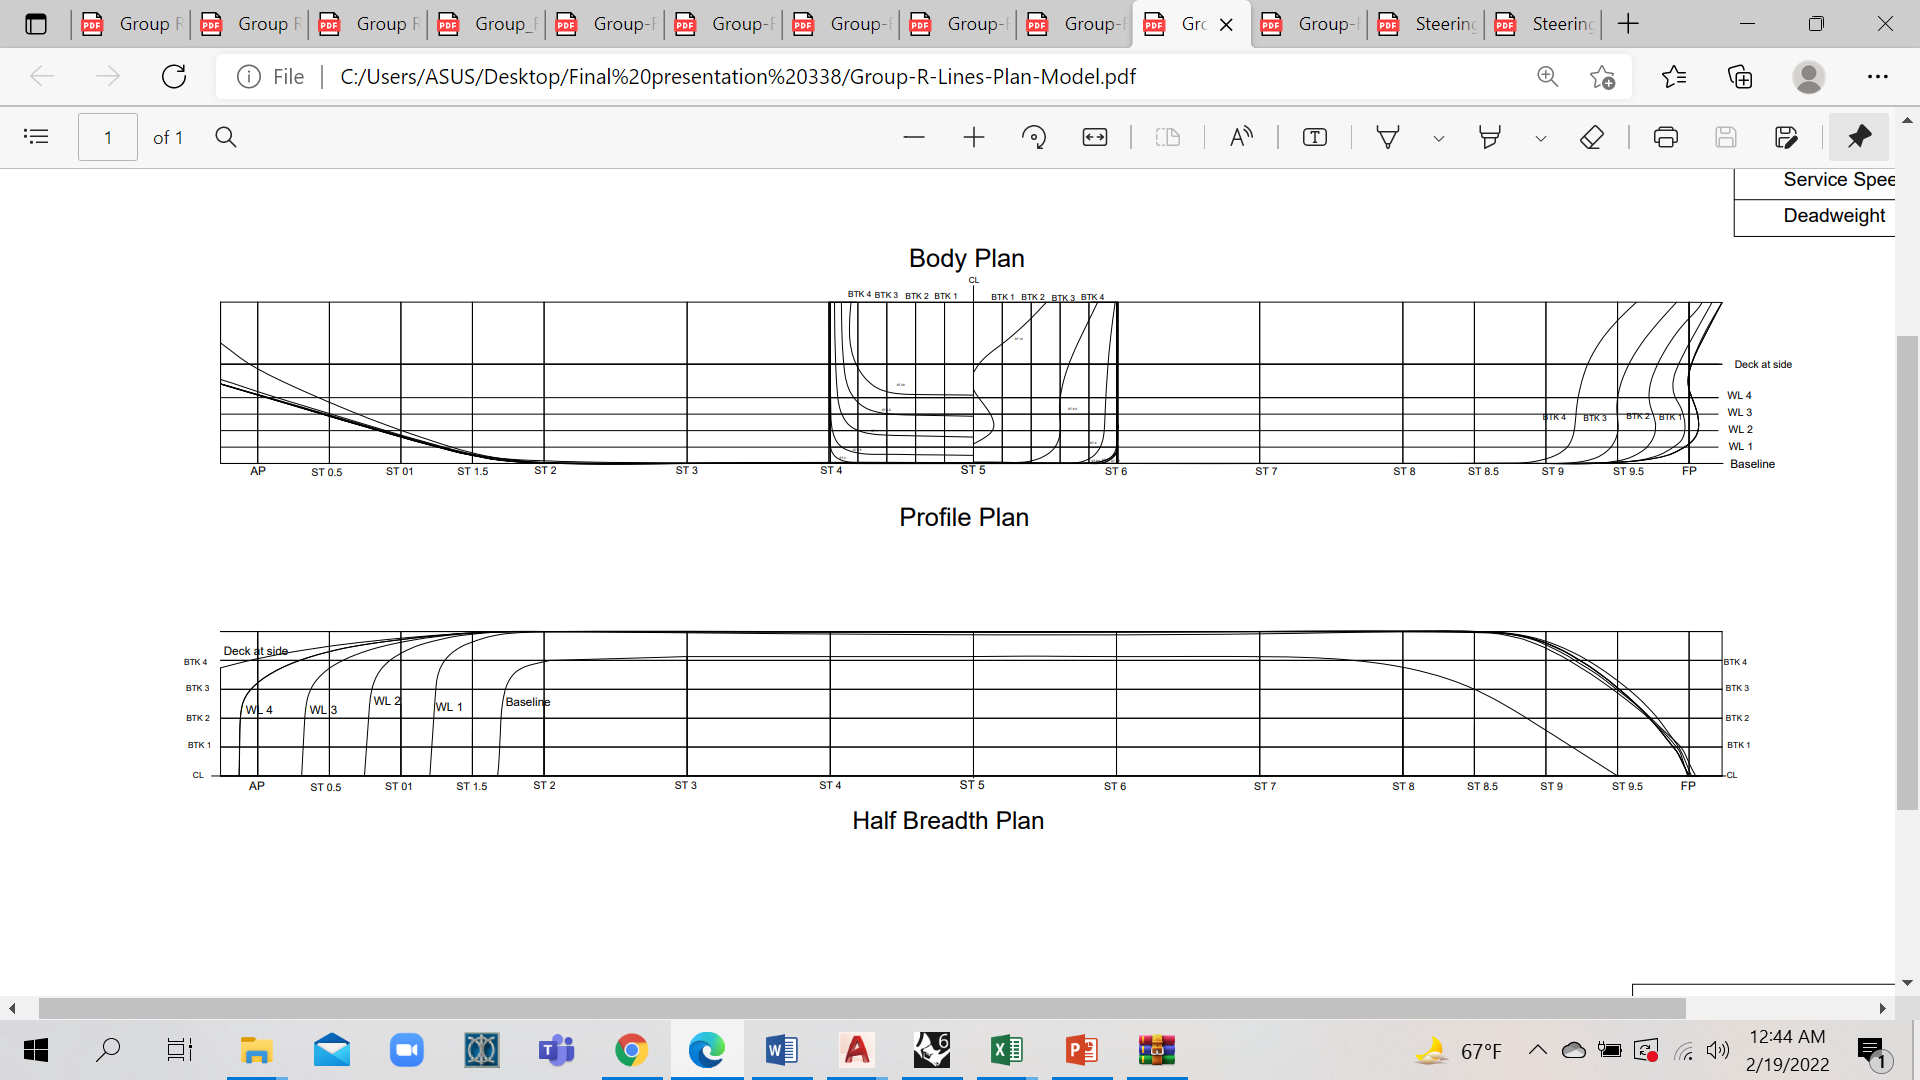 Group R Group R Group R Group_ Group-F Group-F Group- Group- Group-F Gro Group-F Steering Steering
File C:/Users/ASUS/Desktop/Final%20presentation%20338/Group-R-Lines-Plan-Model.pdf
1 of 1
Service Spee
Deadweight
Body Plan
CL
BTK 4 BTK 3 BTK 2 BTK 1 BTK 1 BTK 2 BTK 3 BTK 4
Deck at side
WL 4
WL 3
BTK 4 BTK 3 BTK 2 BTK 1
WL 2
WL 1
Baseline
AP ST 0.5 ST 01 ST 1.5 ST 2 ST 3 ST 4 ST 5 ST 6 ST 7 ST 8 ST 8.5 ST 9 ST 9.5 FP
Profile Plan
Deck at side
BTK 4 BTK 4
BTK 3 BTK 3
WL 4 WL 3 WL 2 WL 1 Baseline
BTK 2 BTK 2
BTK 1 BTK 1
CL CL
AP ST 0.5 ST 01 ST 1.5 ST 2 ST 3 ST 4 ST 5 ST 6 ST 7 ST 8 ST 8.5 ST 9 ST 9.5 FP
Half Breadth Plan
67°F
12:44 AM
2/19/2022
1